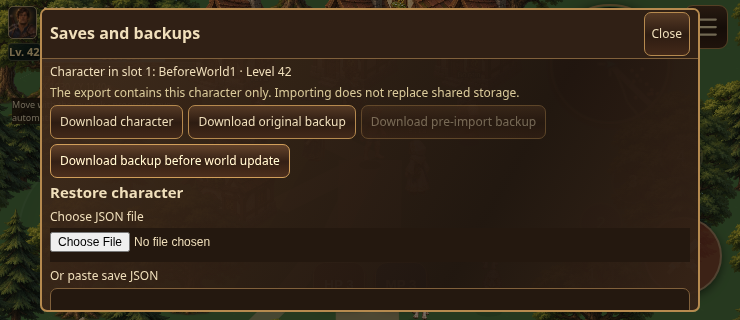 Saves and backups
Close
Lv. 42
Character in slot 1: BeforeWorld1 · Level 42
The export contains this character only. Importing does not replace shared storage.
Move
autom
Download character
Download original backup
Download pre-import backup
Download backup before world update
Restore character
Choose JSON file
Choose File
No file chosen
Or paste save JSON